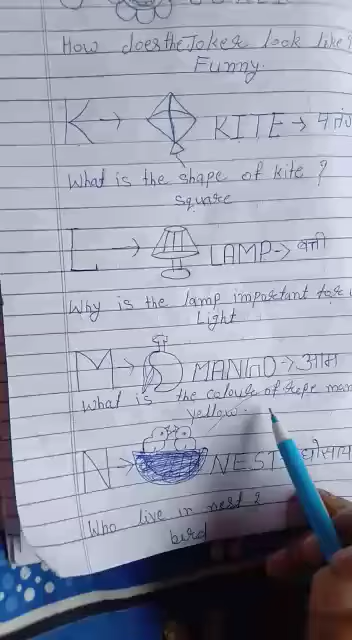 How does the Joker look like?
Funny.
K → KITE → पतंग
What is the shape of kite ?
square
L → LAMP → बत्ती
Why is the lamp important for
Light
M → MANGO → आम
What is the coloure of ripe man
yellow.
N → NEST घोसला
Who live in nest ?
bird